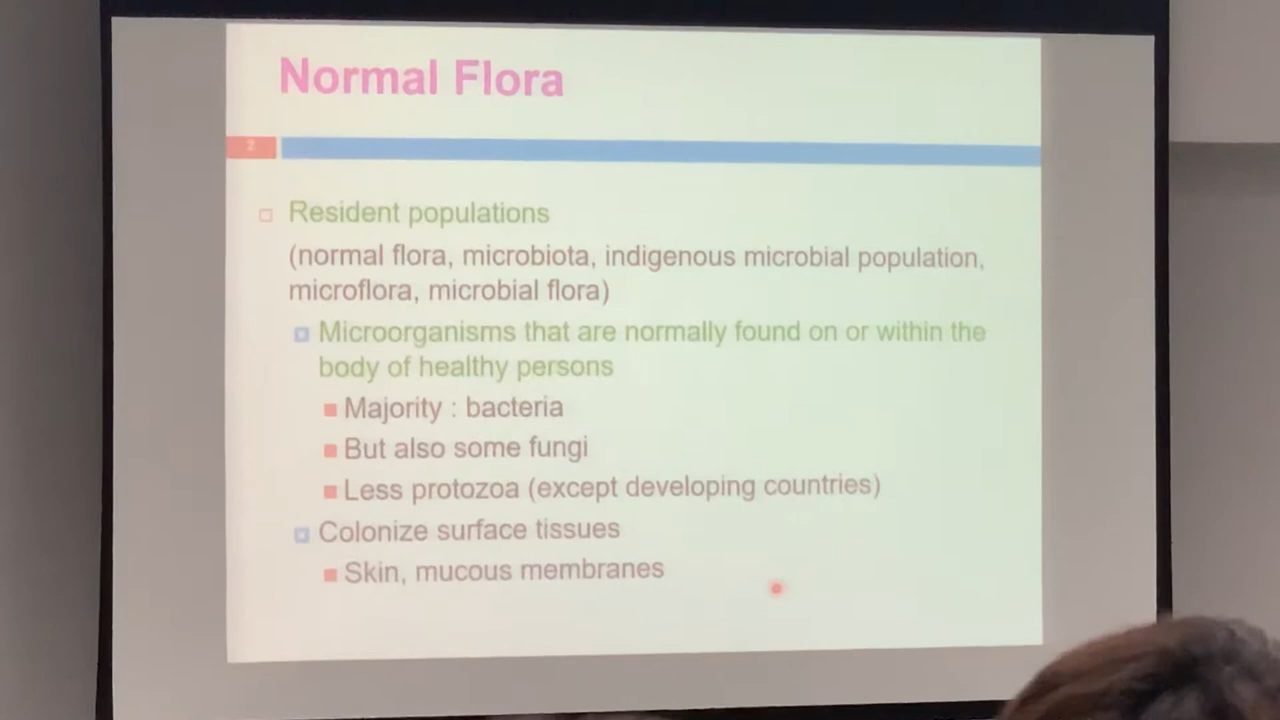 Normal Flora
2
Resident populations
(normal flora, microbiota, indigenous microbial population,
microflora, microbial flora)
Microorganisms that are normally found on or within the
body of healthy persons
Majority : bacteria
But also some fungi
Less protozoa (except developing countries)
Colonize surface tissues
Skin, mucous membranes